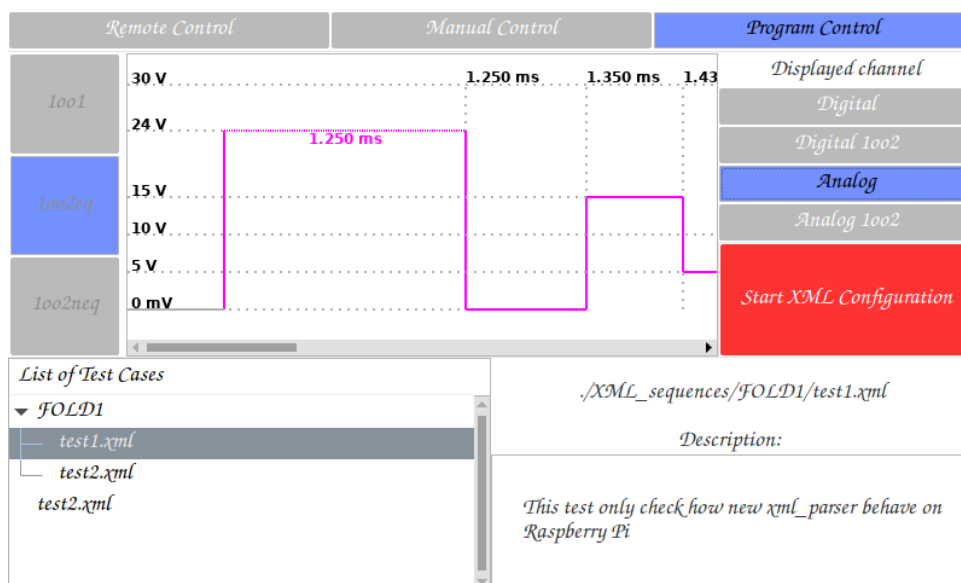 Remote Control
Manual Control
Program Control
1oo1
1oo2eq
1oo2neq
30 V
24 V
15 V
10 V
5 V
0 mV
1.250 ms
1.350 ms
1.43
1.250 ms
Displayed channel
Digital
Digital 1oo2
Analog
Analog 1oo2
Start XML Configuration
List of Test Cases
FOLD1
test1.xml
test2.xml
test2.xml
./XML_sequences/FOLD1/test1.xml
Description:
This test only check how new xml_parser behave on
Raspberry Pi